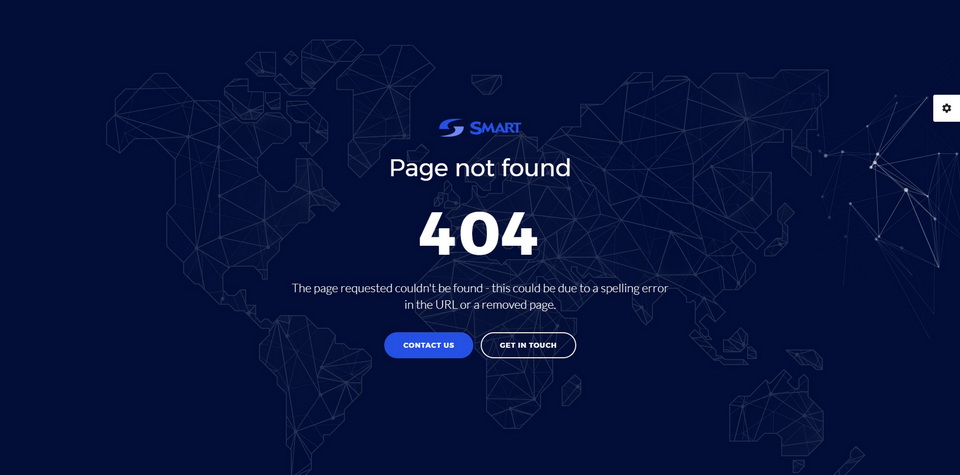 SMART
Page not found
404
The page requested couldn't be found - this could be due to a spelling error
in the URL or a removed page.
CONTACT US
GET IN TOUCH